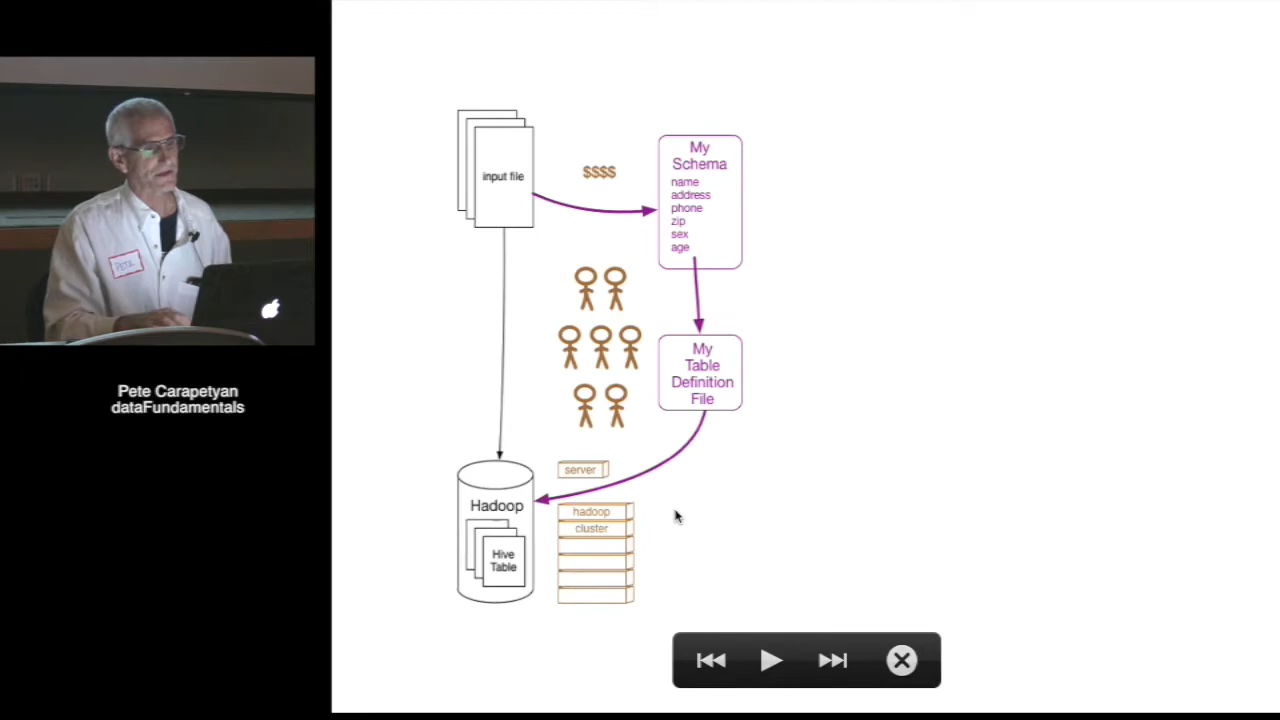 PETE
Pete Carapetyan
dataFundamentals
input file
$$$$
My
Schema
name
address
phone
zip
sex
age
My
Table
Definition
File
server
Hadoop
Hive
Table
hadoop
cluster